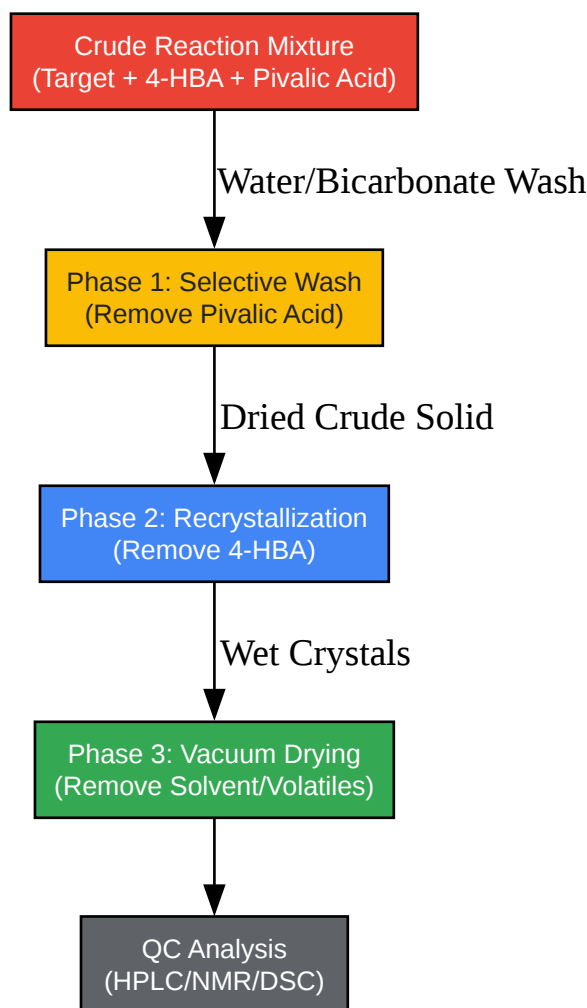 Crude Reaction Mixture
(Target + 4-HBA + Pivalic Acid)
Water/Bicarbonate Wash
Phase 1: Selective Wash
(Remove Pivalic Acid)
Dried Crude Solid
Phase 2: Recrystallization
(Remove 4-HBA)
Wet Crystals
Phase 3: Vacuum Drying
(Remove Solvent/Volatiles)
QC Analysis
(HPLC/NMR/DSC)